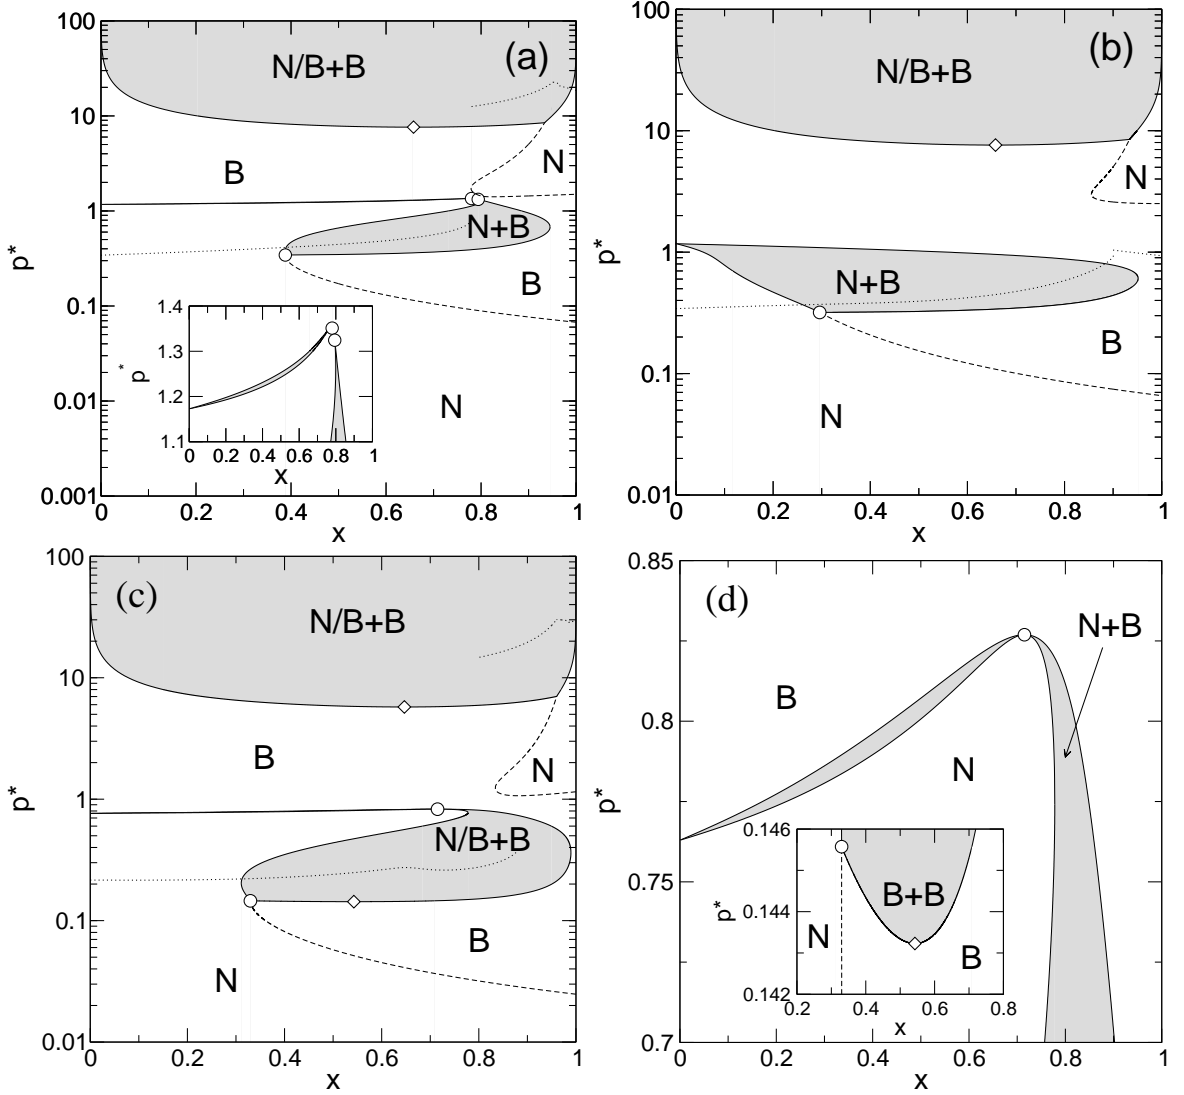 (a)
N/B+B
B
N
N+B
B
N
100
10
1
0.1
0.01
0.001
p*
0 0.2 0.4 0.6 0.8 1
x
1.4
1.3
1.2
1.1
p*
0 0.2 0.4 0.6 0.8 1
x
(b)
N/B+B
N
N+B
B
N
100
10
1
0.1
0.01
p*
0 0.2 0.4 0.6 0.8 1
x
(c)
N/B+B
B
N
N/B+B
B
N
100
10
1
0.1
0.01
p*
0 0.2 0.4 0.6 0.8 1
x
(d)
N+B
B
N
0.85
0.8
0.75
0.7
p*
0 0.2 0.4 0.6 0.8 1
x
0.146
0.144
0.142
p*
B+B
N
B
0.2 0.4 0.6 0.8
x